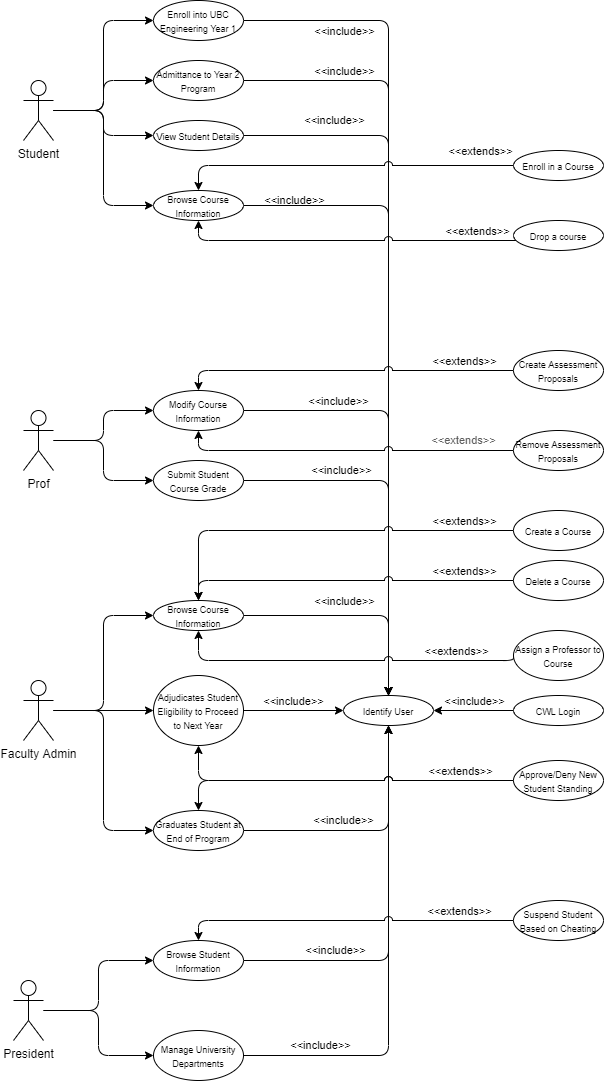 Enroll into UBC
Engineering Year 1
<<include>>
Admittance to Year 2
Program
<<include>>
Student
View Student Details
<<include>>
<<extends>>
Enroll in a Course
Browse Course
Information
<<include>>
<<extends>>
Drop a course
<<extends>>
Create Assessment
Proposals
Modify Course
Information
<<include>>
<<extends>>
Remove Assessment
Proposals
Prof
Submit Student
Course Grade
<<include>>
<<extends>>
Create a Course
<<extends>>
Delete a Course
Browse Course
Information
<<include>>
<<extends>>
Assign a Professor to
Course
Faculty Admin
Adjudicates Student
Eligibility to Proceed
to Next Year
<<include>>
Identify User
<<include>>
CWL Login
<<extends>>
Approve/Deny New
Student Standing
Graduates Student at
End of Program
<<include>>
<<extends>>
Suspend Student
Based on Cheating
Browse Student
Information
<<include>>
President
Manage University
Departments
<<include>>